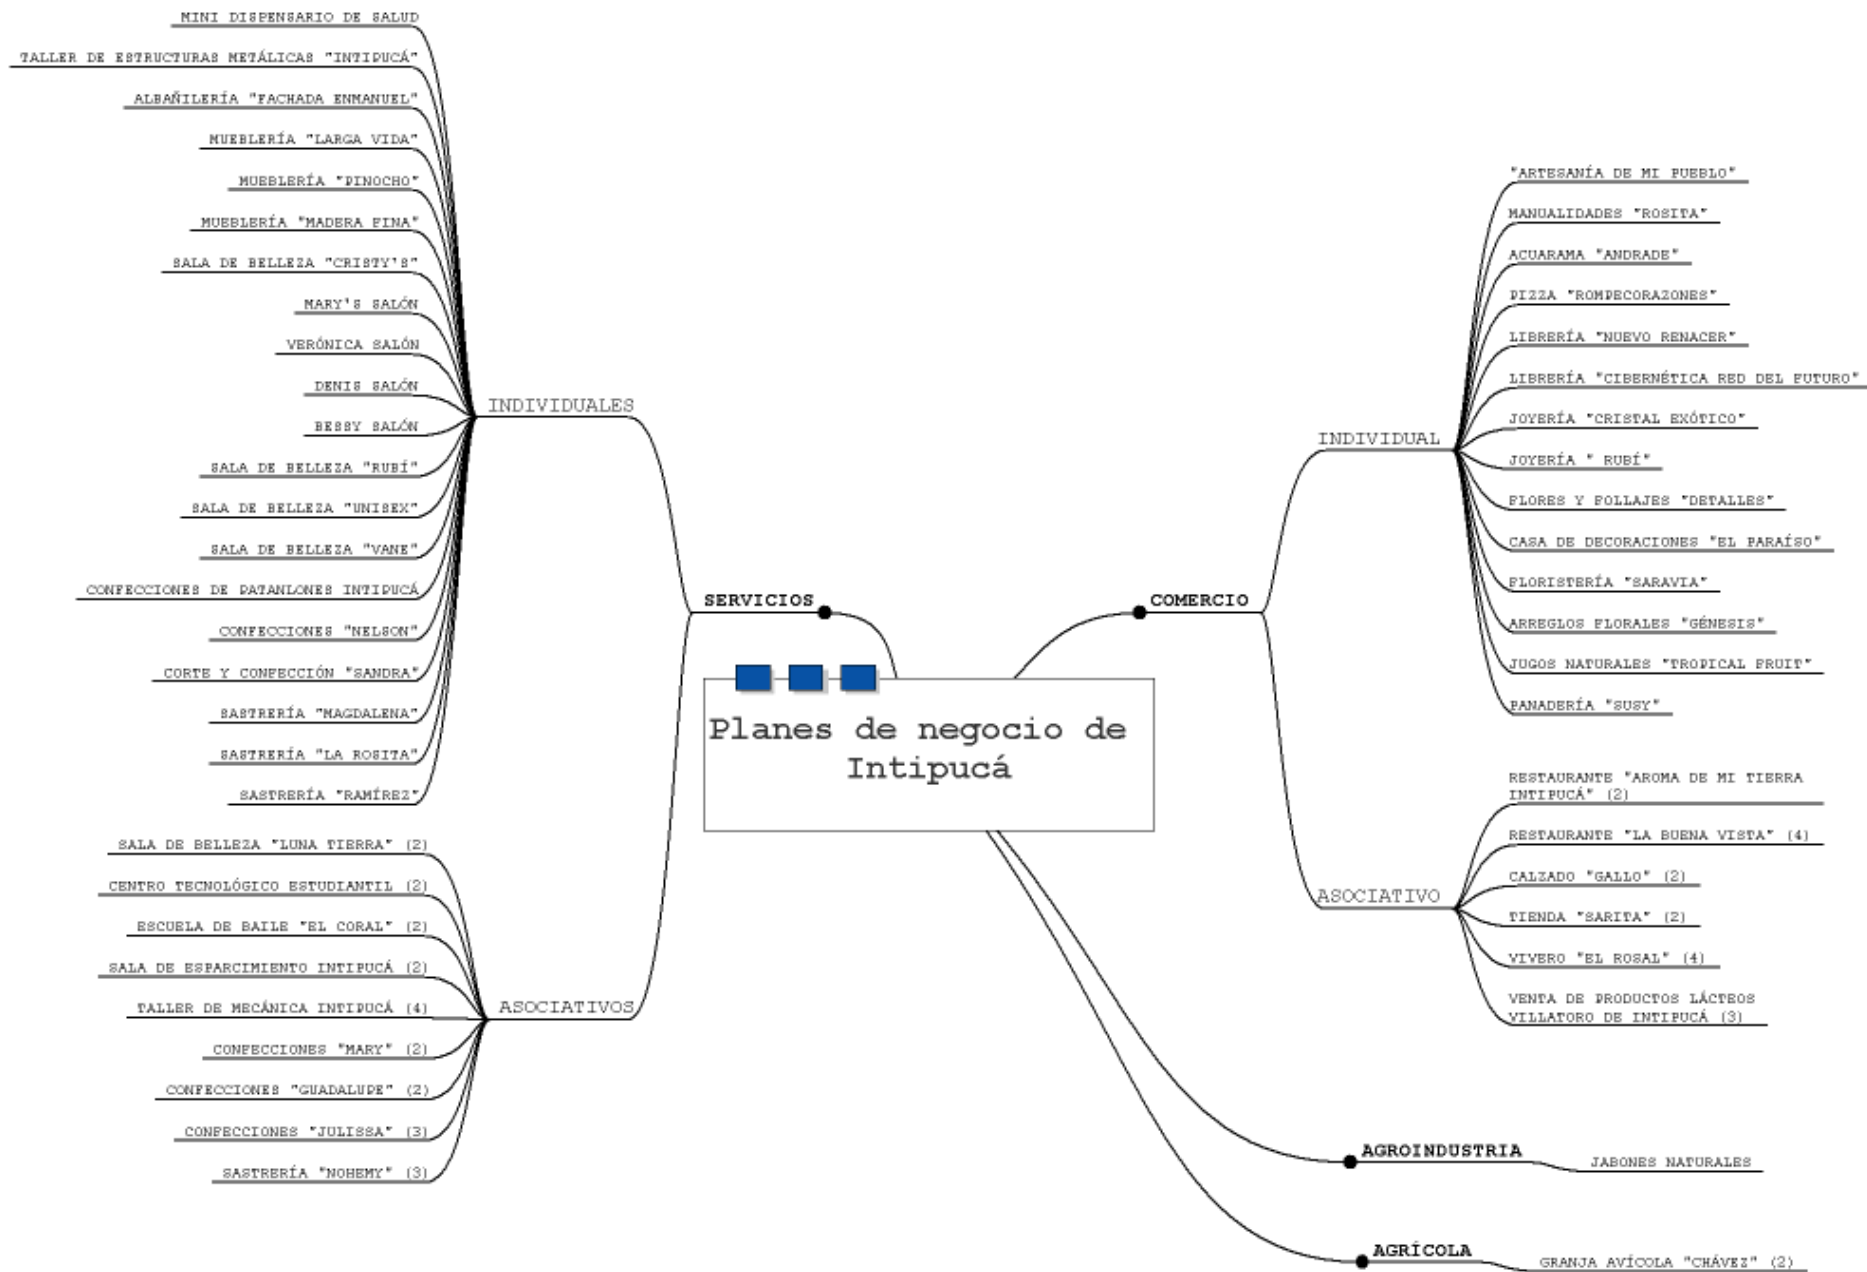 MINI DISPENSARIO DE SALUD
TALLER DE ESTRUCTURAS METÁLICAS "INTIPUCÁ"
ALBAÑILERÍA "FACHADA ENMANUEL"
MUEBLERÍA "LARGA VIDA"
MUEBLERÍA "PINOCHO"
MUEBLERÍA "MADERA FINA"
SALA DE BELLEZA "CRISTY'S"
MARY'S SALÓN
VERÓNICA SALÓN
DENIS SALÓN
BESSY SALÓN
SALA DE BELLEZA "RUBÍ"
SALA DE BELLEZA "UNISEX"
SALA DE BELLEZA "VANE"
CONFECCIONES DE PATANLONES INTIPUCÁ
CONFECCIONES "NELSON"
CORTE Y CONFECCIÓN "SANDRA"
SASTRERÍA "MAGDALENA"
SASTRERÍA "LA ROSITA"
SASTRERÍA "RAMÍREZ"
INDIVIDUALES
SALA DE BELLEZA "LUNA TIERRA" (2)
CENTRO TECNOLÓGICO ESTUDIANTIL (2)
ESCUELA DE BAILE "EL CORAL" (2)
SALA DE ESPARCIMIENTO INTIPUCÁ (2)
TALLER DE MECÁNICA INTIPUCÁ (4)
CONFECCIONES "MARY" (2)
CONFECCIONES "GUADALUPE" (2)
CONFECCIONES "JULISSA" (3)
SASTRERÍA "NOHEMY" (3)
ASOCIATIVOS
SERVICIOS
Planes de negocio de
Intipucá
COMERCIO
INDIVIDUAL
"ARTESANÍA DE MI PUEBLO"
MANUALIDADES "ROSITA"
ACUARAMA "ANDRADE"
PIZZA "ROMPECORAZONES"
LIBRERÍA "NUEVO RENACER"
LIBRERÍA "CIBERNÉTICA RED DEL FUTURO"
JOYERÍA "CRISTAL EXÓTICO"
JOYERÍA " RUBÍ"
FLORES Y FOLLAJES "DETALLES"
CASA DE DECORACIONES "EL PARAÍSO"
FLORISTERÍA "SARAVIA"
ARREGLOS FLORALES "GÉNESIS"
JUGOS NATURALES "TROPICAL FRUIT"
PANADERÍA "SUSY"
ASOCIATIVO
RESTAURANTE "AROMA DE MI TIERRA
INTIPUCÁ" (2)
RESTAURANTE "LA BUENA VISTA" (4)
CALZADO "GALLO" (2)
TIENDA "SARITA" (2)
VIVERO "EL ROSAL" (4)
VENTA DE PRODUCTOS LÁCTEOS
VILLATORO DE INTIPUCÁ (3)
AGROINDUSTRIA
JABONES NATURALES
AGRÍCOLA
GRANJA AVÍCOLA "CHÁVEZ" (2)